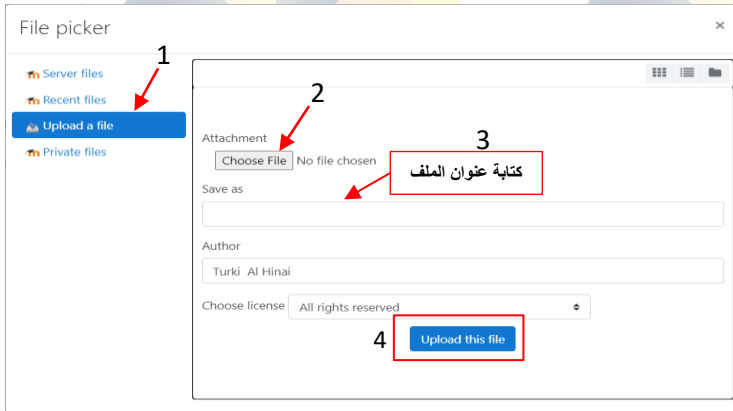 File picker
×
1
Server files
Recent files
Upload a file
Private files
2
Attachment
Choose File No file chosen
3
كتابة عنوان الملف
Save as
Author
Turki Al Hinai
Choose license All rights reserved
4
Upload this file